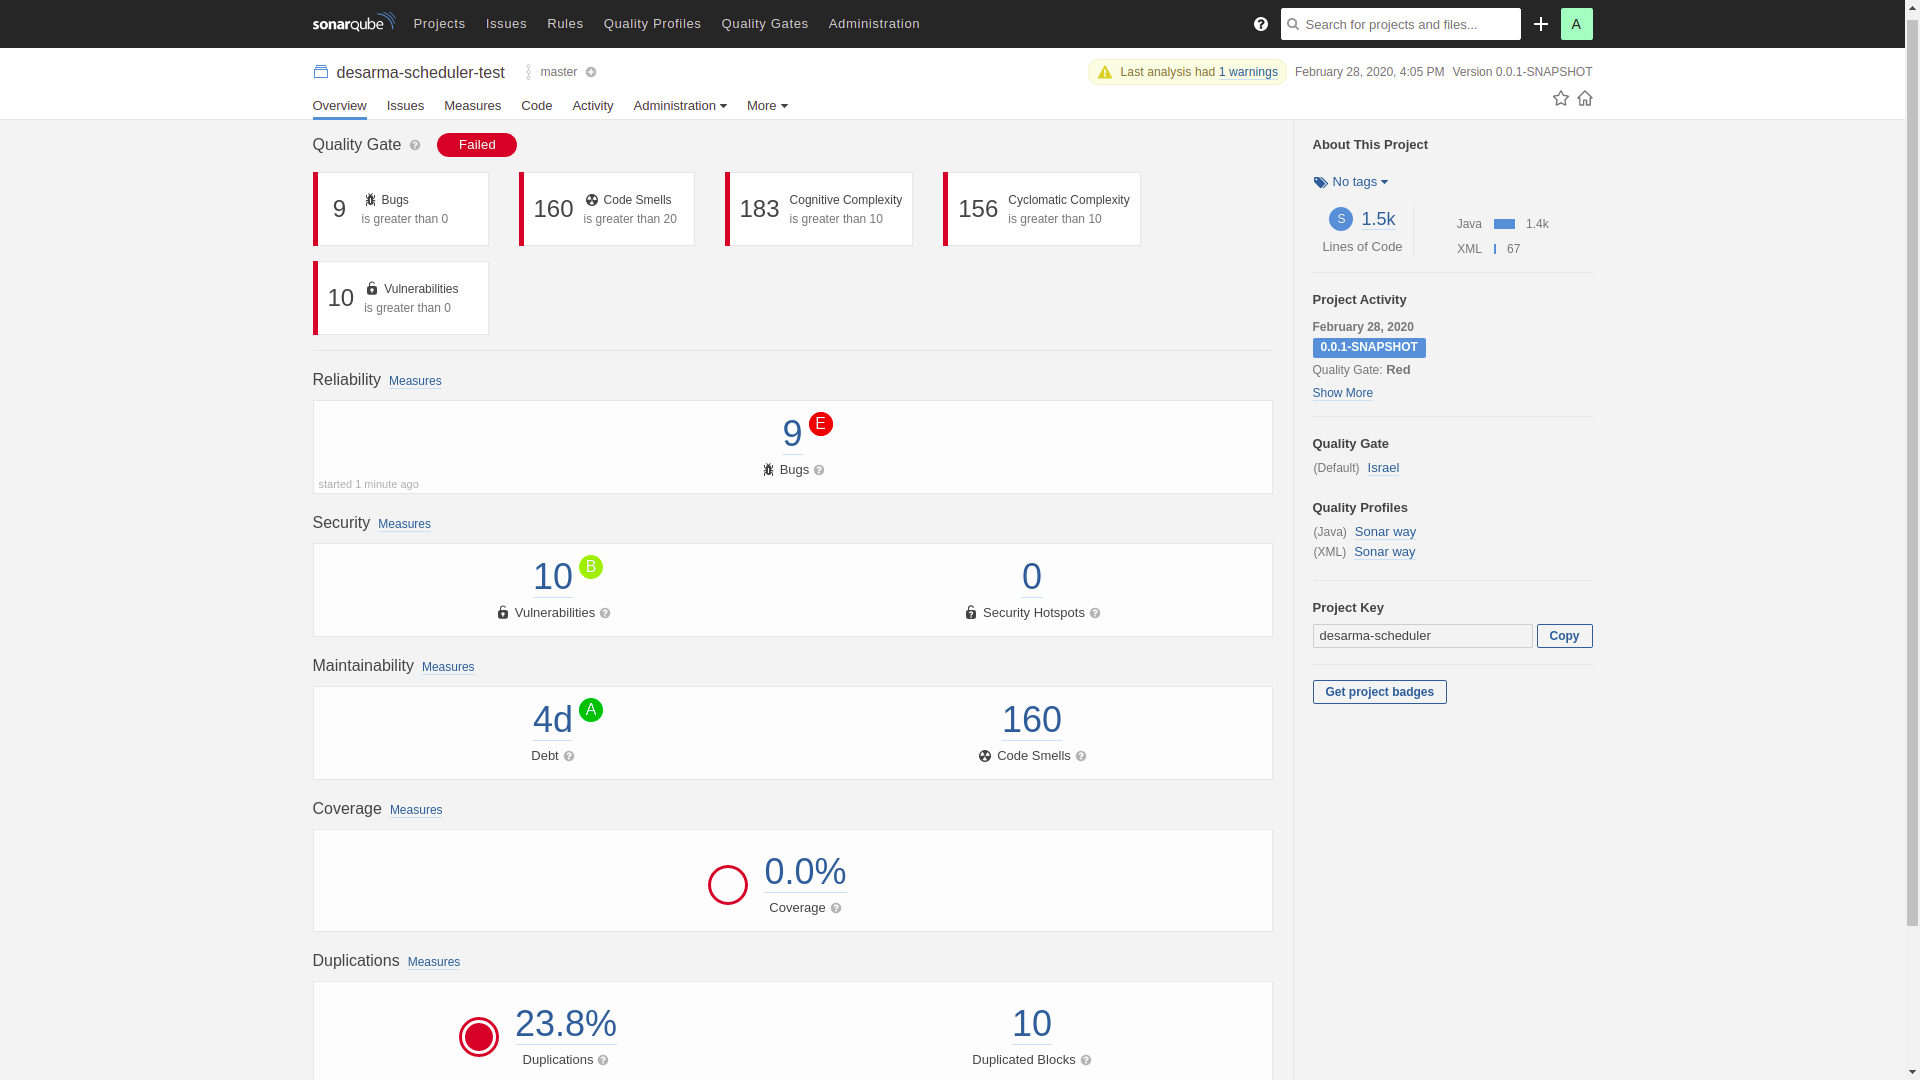 sonarqube Projects Issues Rules Quality Profiles Quality Gates Administration Search for projects and files... A
desarma-scheduler-test master Last analysis had 1 warnings February 28, 2020, 4:05 PM Version 0.0.1-SNAPSHOT
Overview Issues Measures Code Activity Administration More
Quality Gate Failed
9 Bugs
is greater than 0
160 Code Smells
is greater than 20
183 Cognitive Complexity
is greater than 10
156 Cyclomatic Complexity
is greater than 10
10 Vulnerabilities
is greater than 0
Reliability Measures
9 E
Bugs
started 1 minute ago
Security Measures
10 B
Vulnerabilities
0
Security Hotspots
Maintainability Measures
4d A
Debt
160
Code Smells
Coverage Measures
0.0%
Coverage
Duplications Measures
23.8%
Duplications
10
Duplicated Blocks
About This Project
No tags
S 1.5k
Lines of Code
Java 1.4k
XML 67
Project Activity
February 28, 2020
0.0.1-SNAPSHOT
Quality Gate: Red
Show More
Quality Gate
(Default) Israel
Quality Profiles
(Java) Sonar way
(XML) Sonar way
Project Key
desarma-scheduler Copy
Get project badges